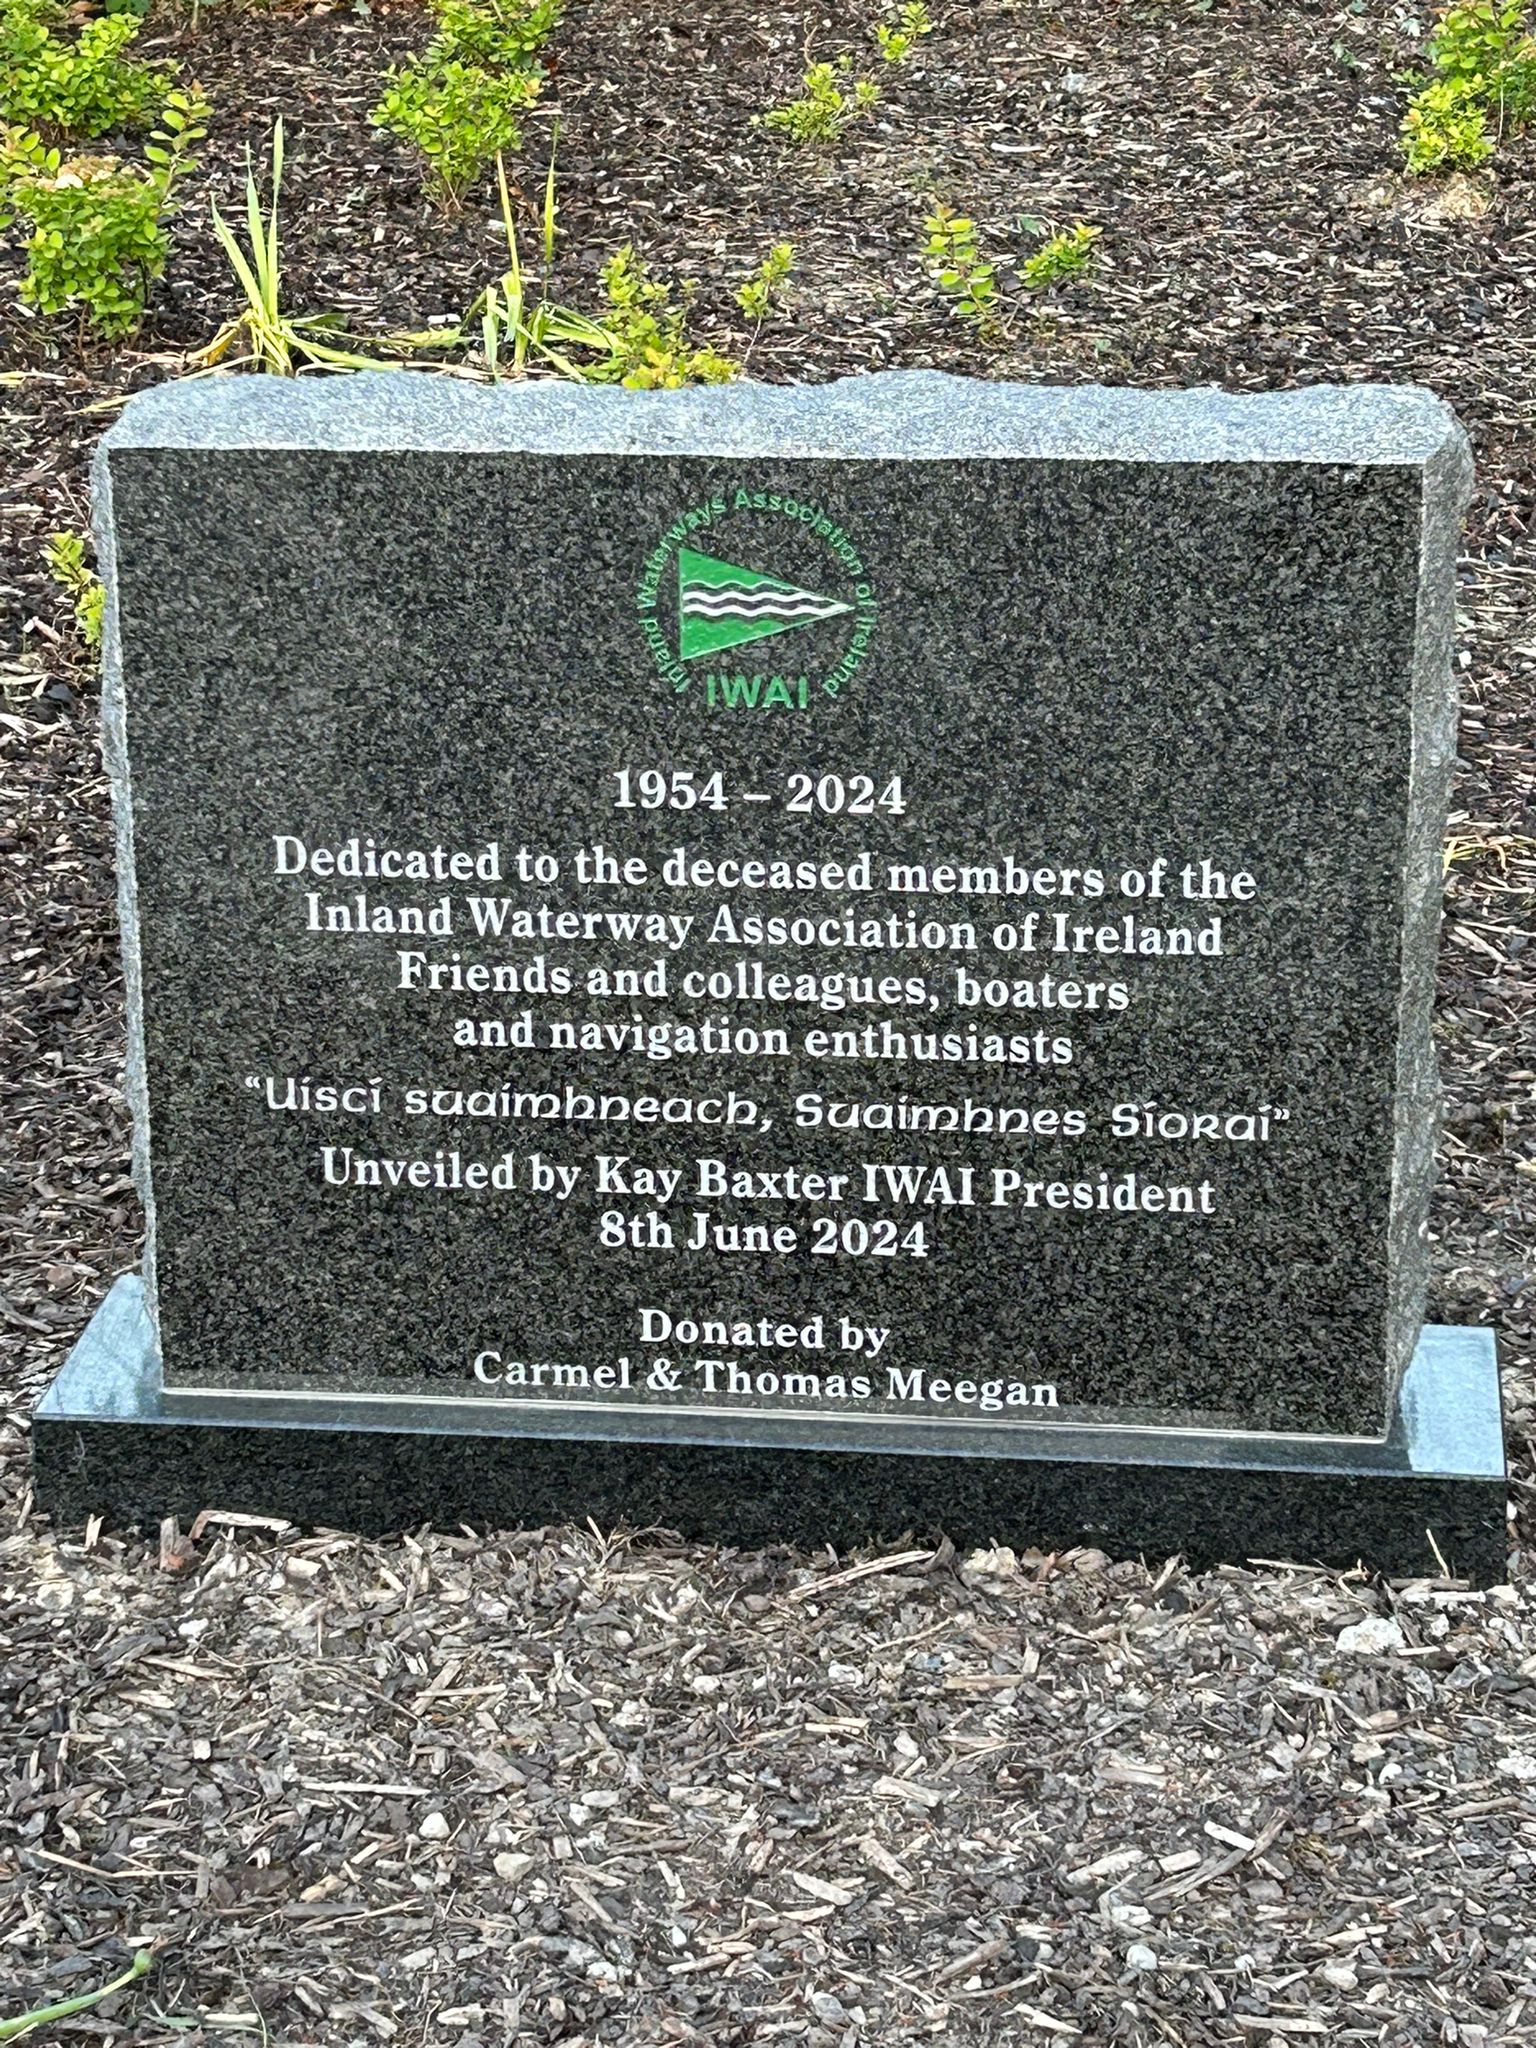 Inland Waterways Association of Ireland
IWAI
1954 – 2024
Dedicated to the deceased members of the
Inland Waterway Association of Ireland
Friends and colleagues, boaters
and navigation enthusiasts
“Uíscí suaímhneach, Suaimhnes Síoraí”
Unveiled by Kay Baxter IWAI President
8th June 2024
Donated by
Carmel & Thomas Meegan